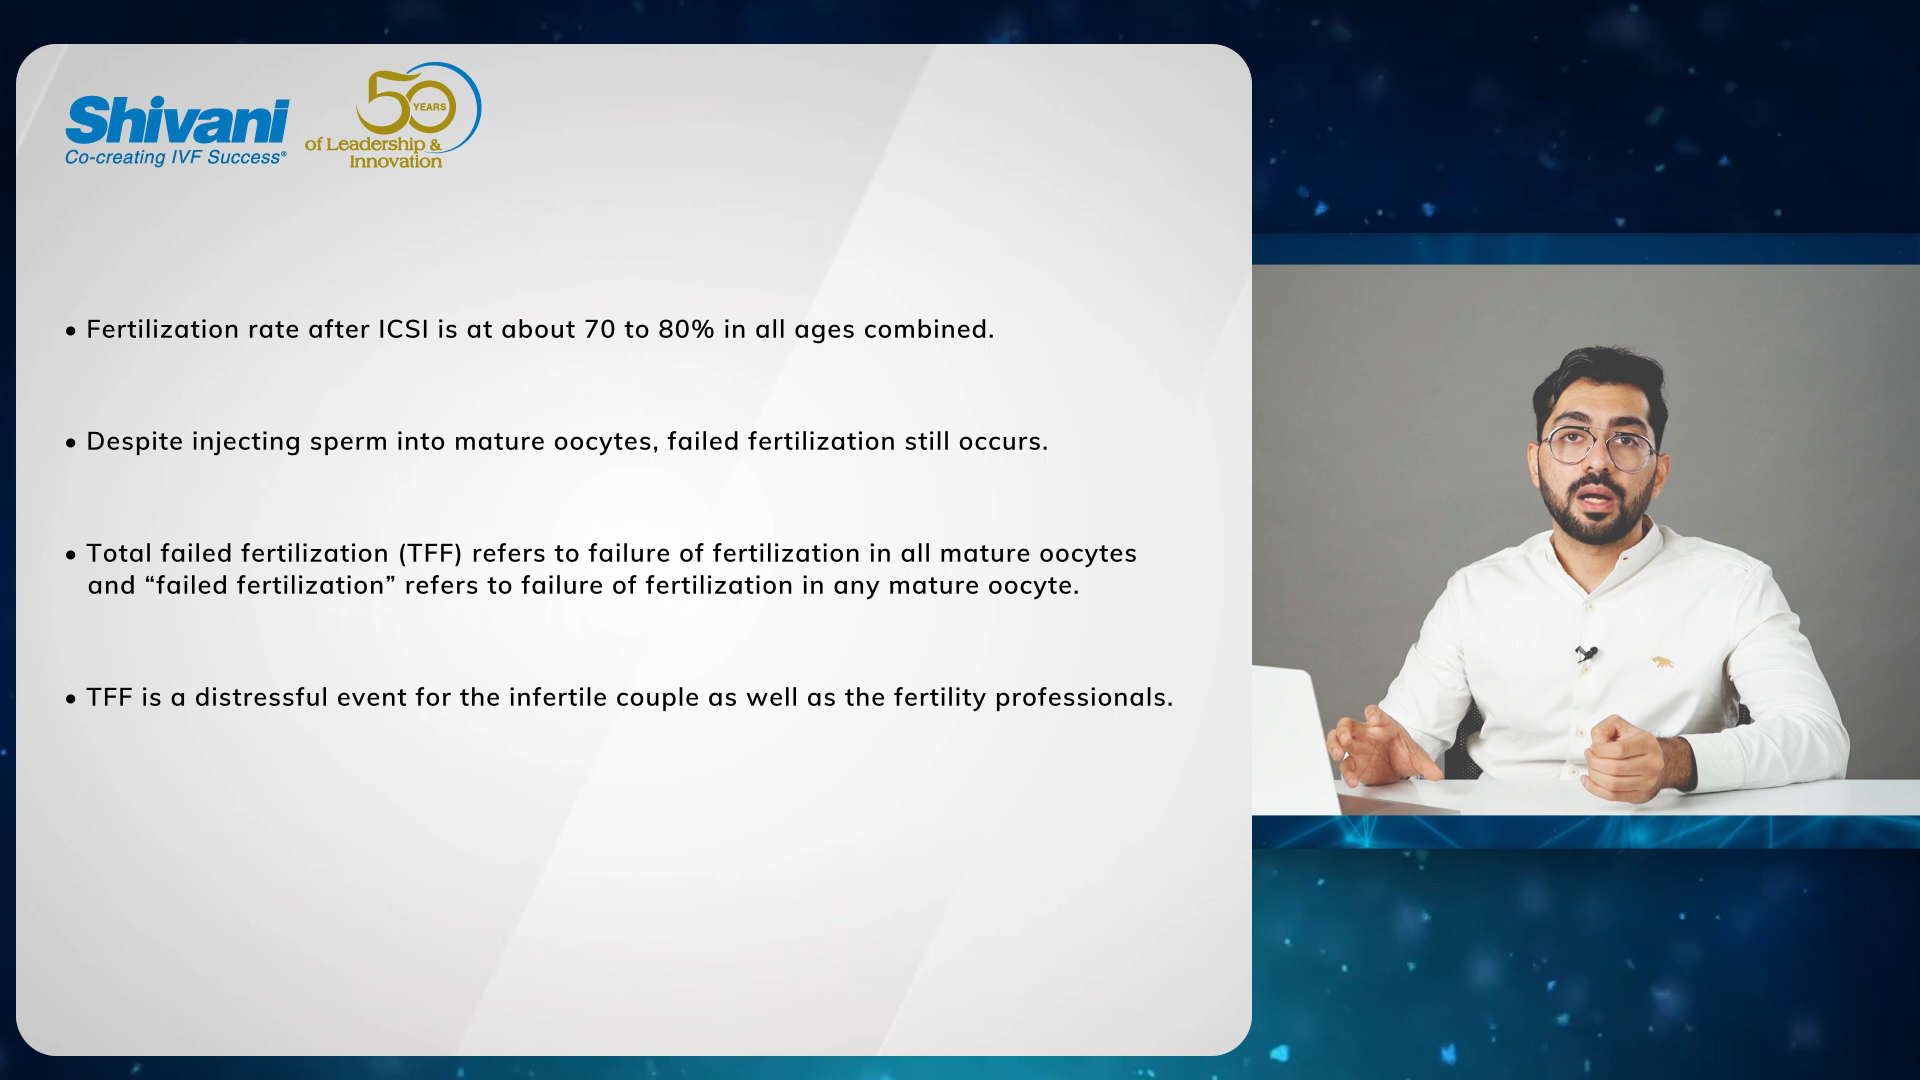 Shivani
Co-creating IVF Success®
50
YEARS
of Leadership &
Innovation
• Fertilization rate after ICSI is at about 70 to 80% in all ages combined.
• Despite injecting sperm into mature oocytes, failed fertilization still occurs.
• Total failed fertilization (TFF) refers to failure of fertilization in all mature oocytes
and “failed fertilization” refers to failure of fertilization in any mature oocyte.
• TFF is a distressful event for the infertile couple as well as the fertility professionals.